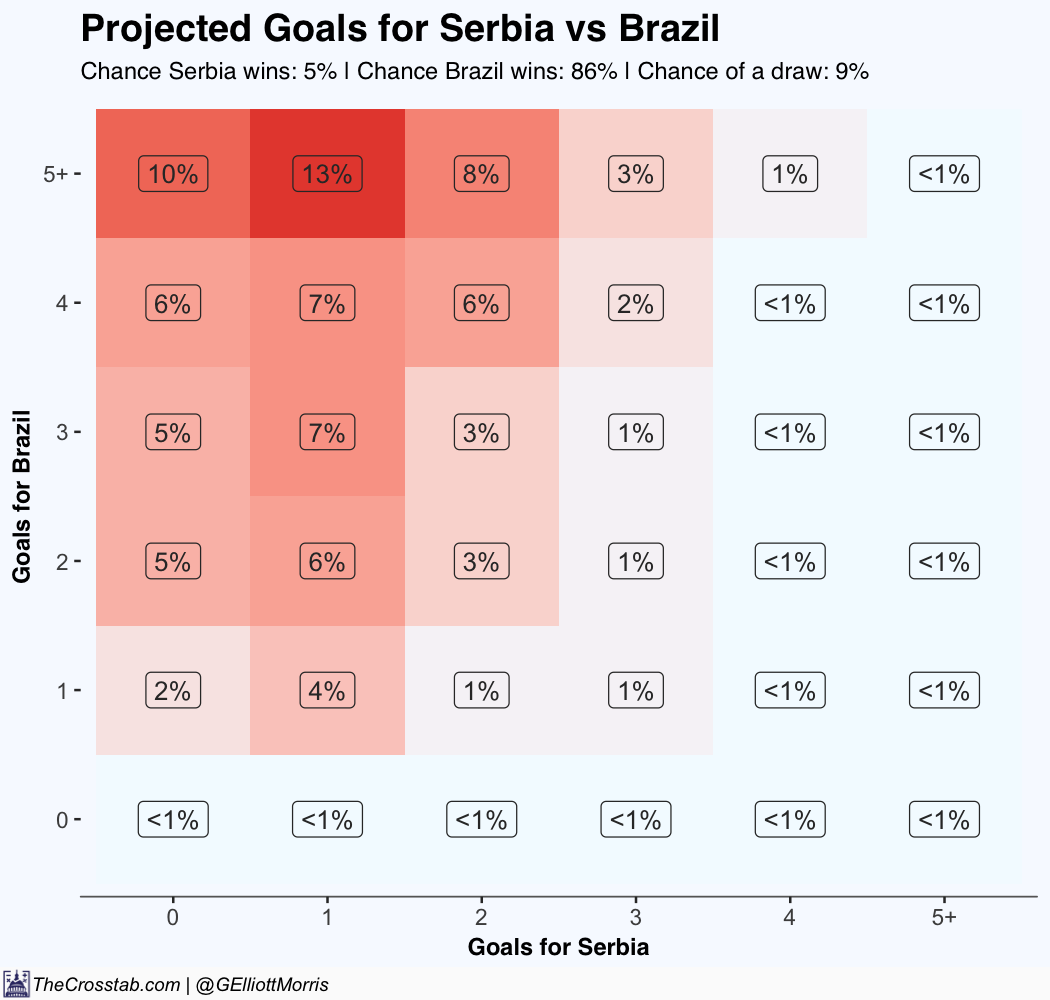 Projected Goals for Serbia vs Brazil
Chance Serbia wins: 5% | Chance Brazil wins: 86% | Chance of a draw: 9%
5+ 10% 13% 8% 3% 1% <1%
4 6% 7% 6% 2% <1% <1%
3 5% 7% 3% 1% <1% <1%
2 5% 6% 3% 1% <1% <1%
1 2% 4% 1% 1% <1% <1%
0 <1% <1% <1% <1% <1% <1%
Goals for Brazil
0 1 2 3 4 5+
Goals for Serbia
TheCrosstab.com | @GElliottMorris